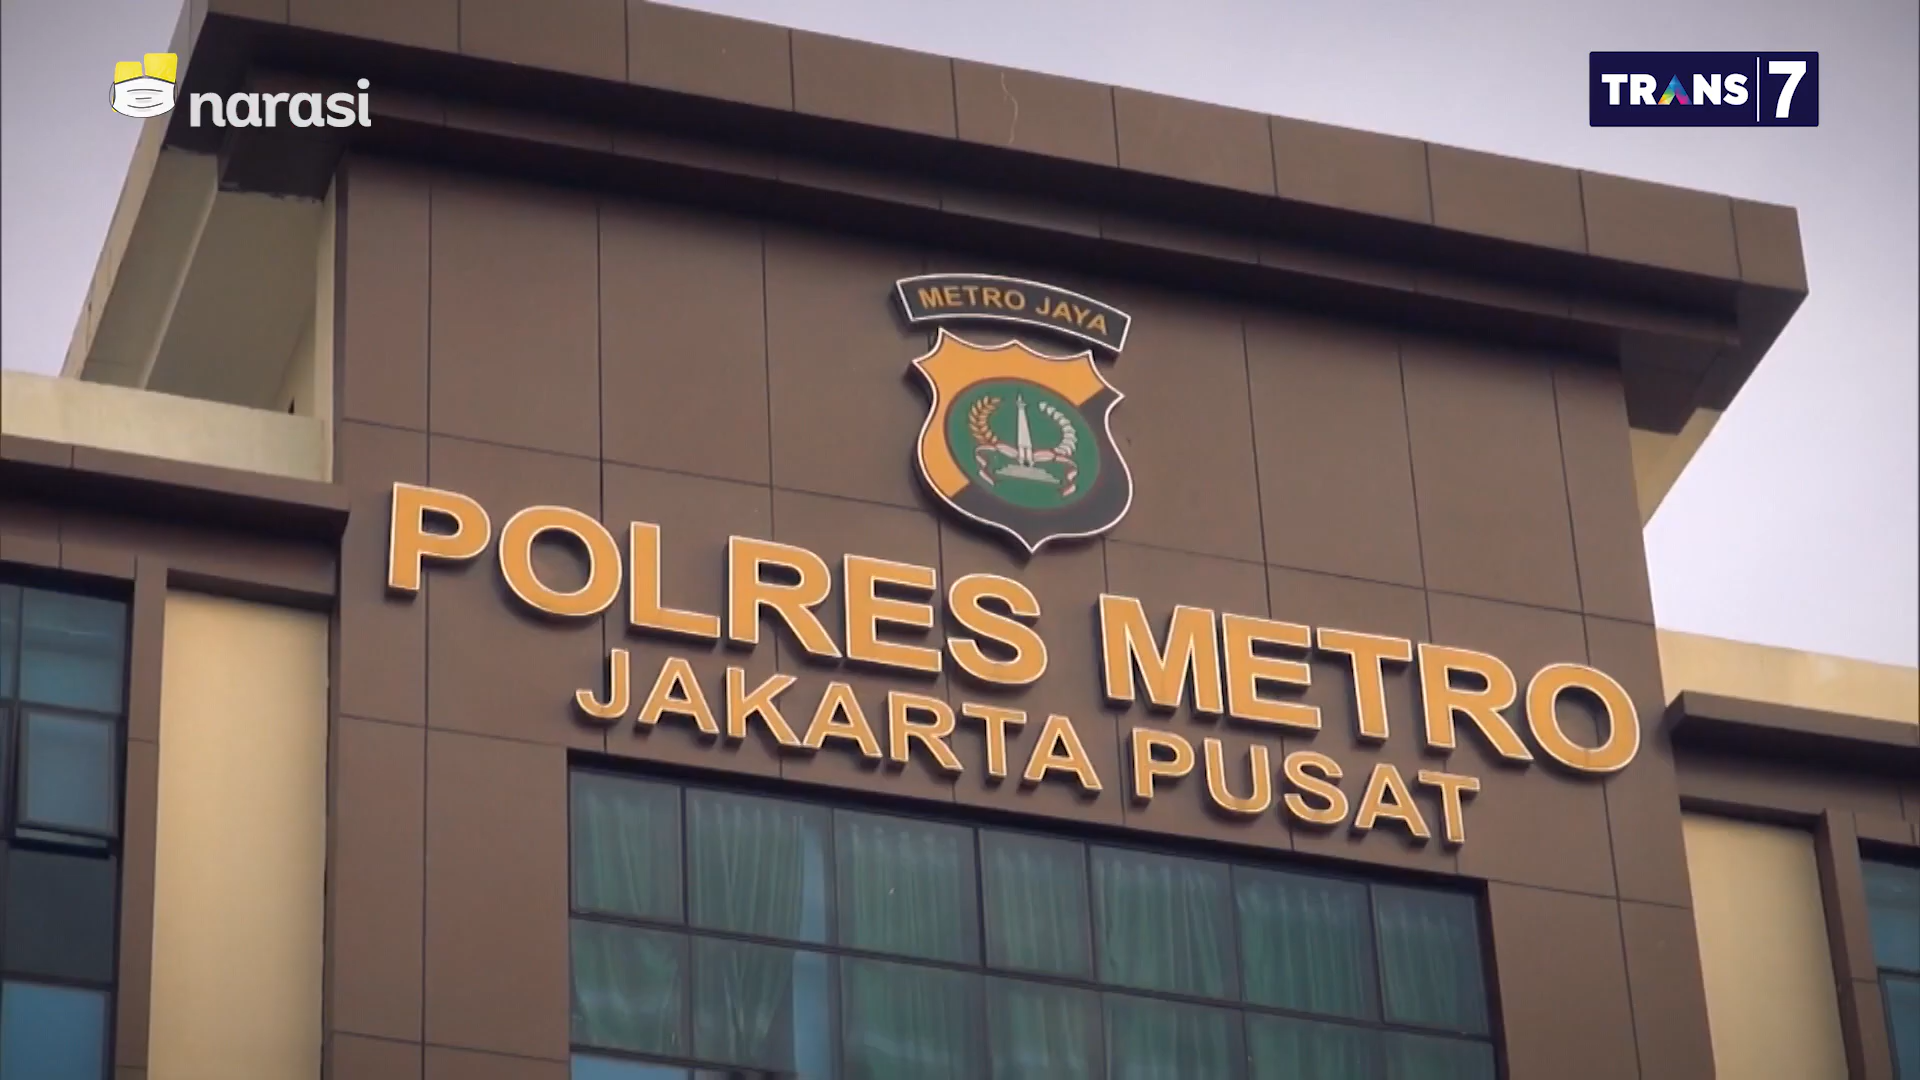 narasi
TRANS 7
METRO JAYA
POLRES METRO
JAKARTA PUSAT